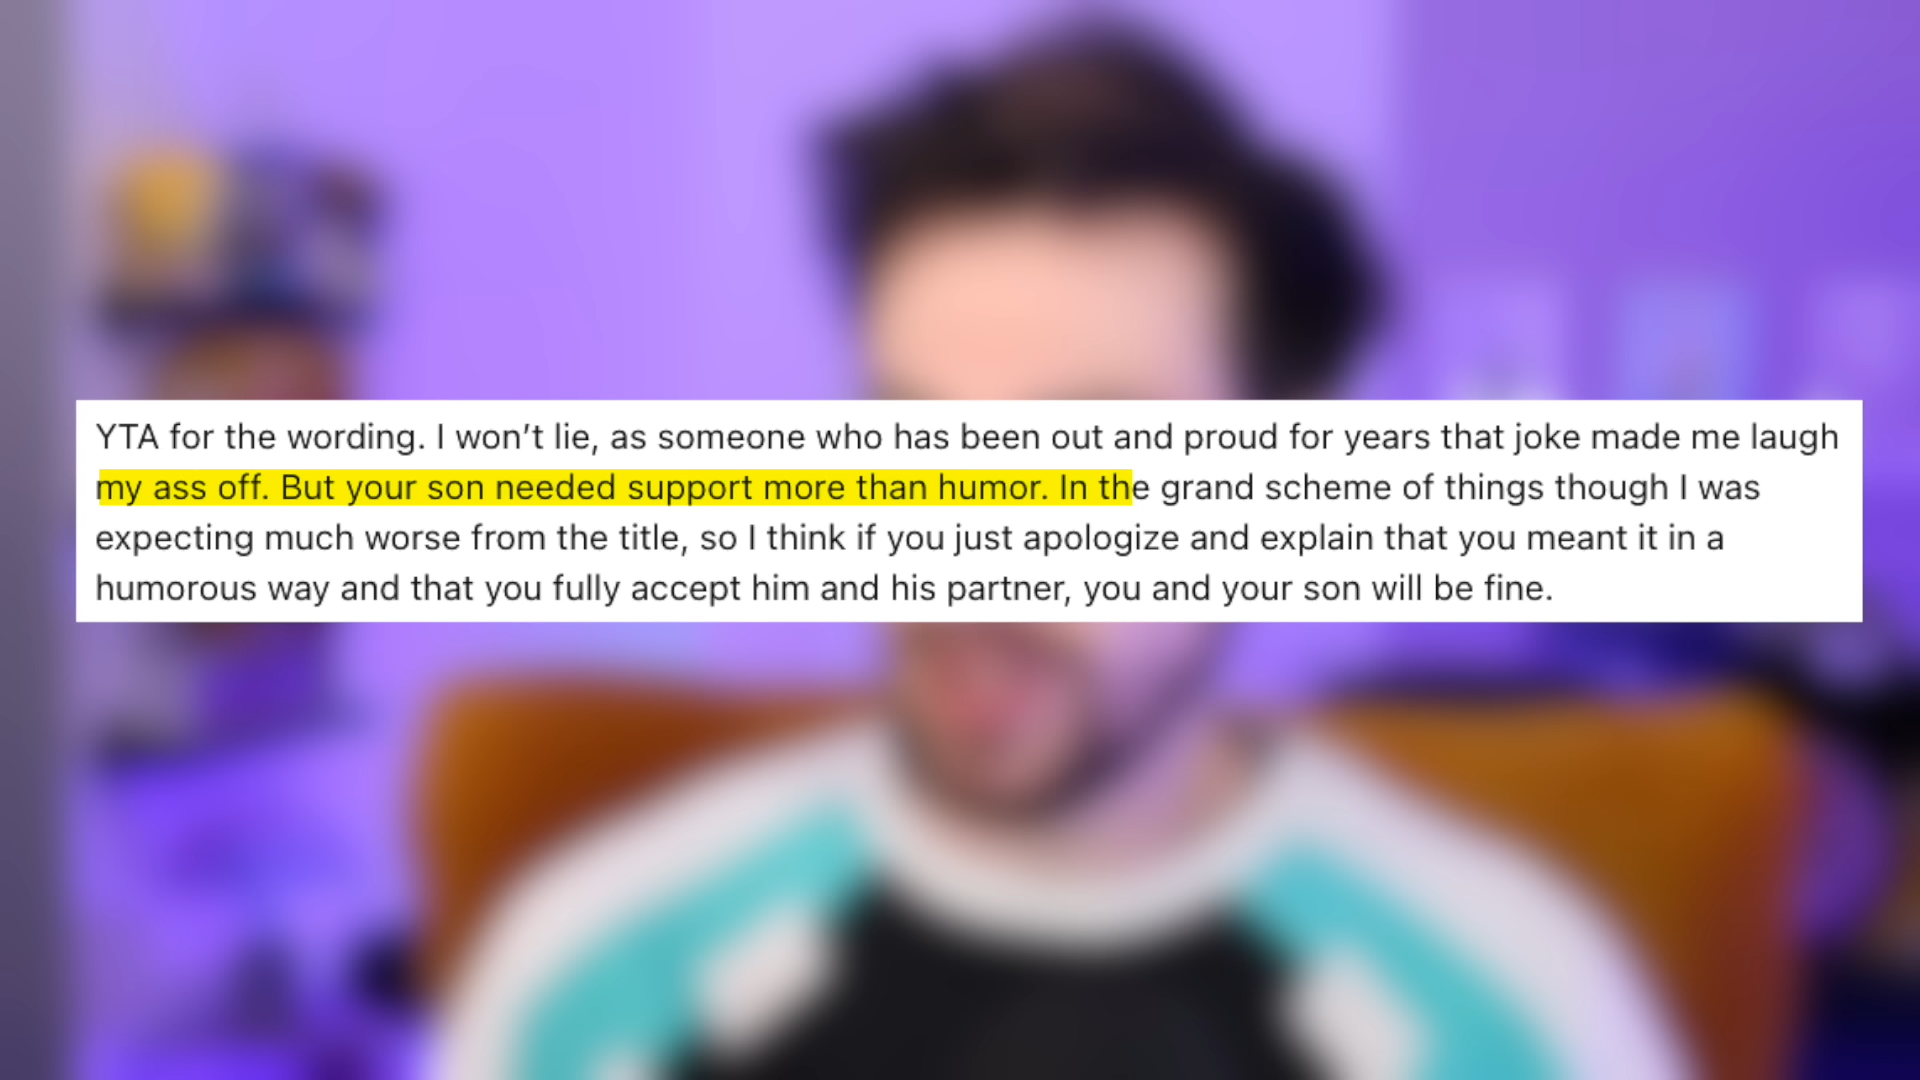 YTA for the wording. I won’t lie, as someone who has been out and proud for years that joke made me laugh
my ass off. But your son needed support more than humor. In the grand scheme of things though I was
expecting much worse from the title, so I think if you just apologize and explain that you meant it in a
humorous way and that you fully accept him and his partner, you and your son will be fine.